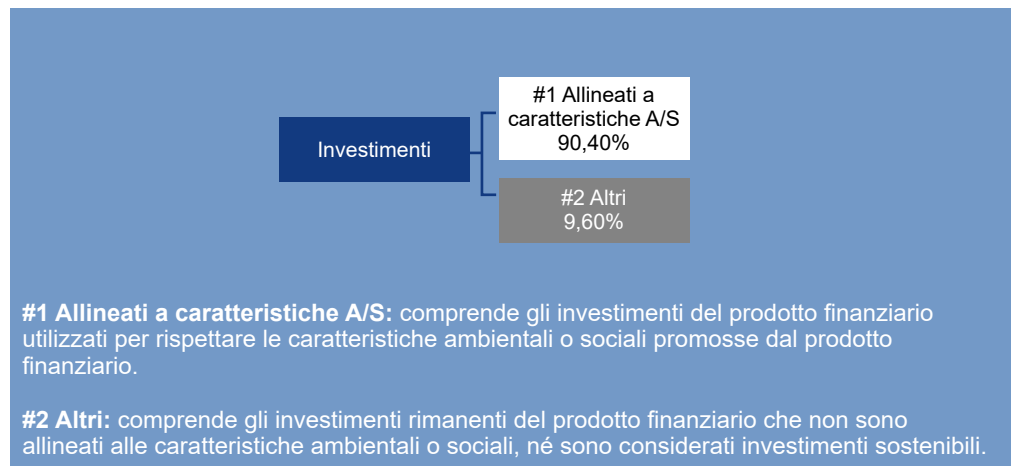 #1 Allineati a
caratteristiche A/S
90,40%
Investimenti
#2 Altri
9,60%
#1 Allineati a caratteristiche A/S: comprende gli investimenti del prodotto finanziario
utilizzati per rispettare le caratteristiche ambientali o sociali promosse dal prodotto
finanziario.
#2 Altri: comprende gli investimenti rimanenti del prodotto finanziario che non sono
allineati alle caratteristiche ambientali o sociali, né sono considerati investimenti sostenibili.